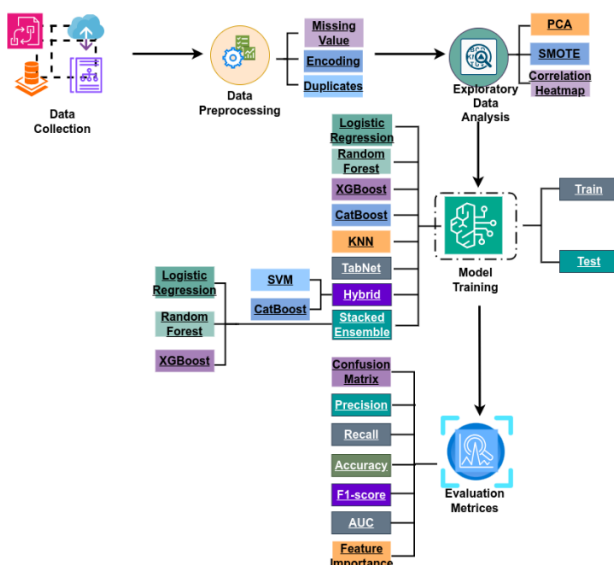 Data
Collection
Data
Preprocessing
Missing
Value
Encoding
Duplicates
Exploratory
Data
Analysis
PCA
SMOTE
Correlation
Heatmap
Logistic
Regression
Random
Forest
XGBoost
CatBoost
KNN
TabNet
Hybrid
Stacked
Ensemble
SVM
CatBoost
Logistic
Regression
Random
Forest
XGBoost
Model
Training
Train
Test
Confusion
Matrix
Precision
Recall
Accuracy
F1-score
AUC
Feature
Importance
Evaluation
Metrices